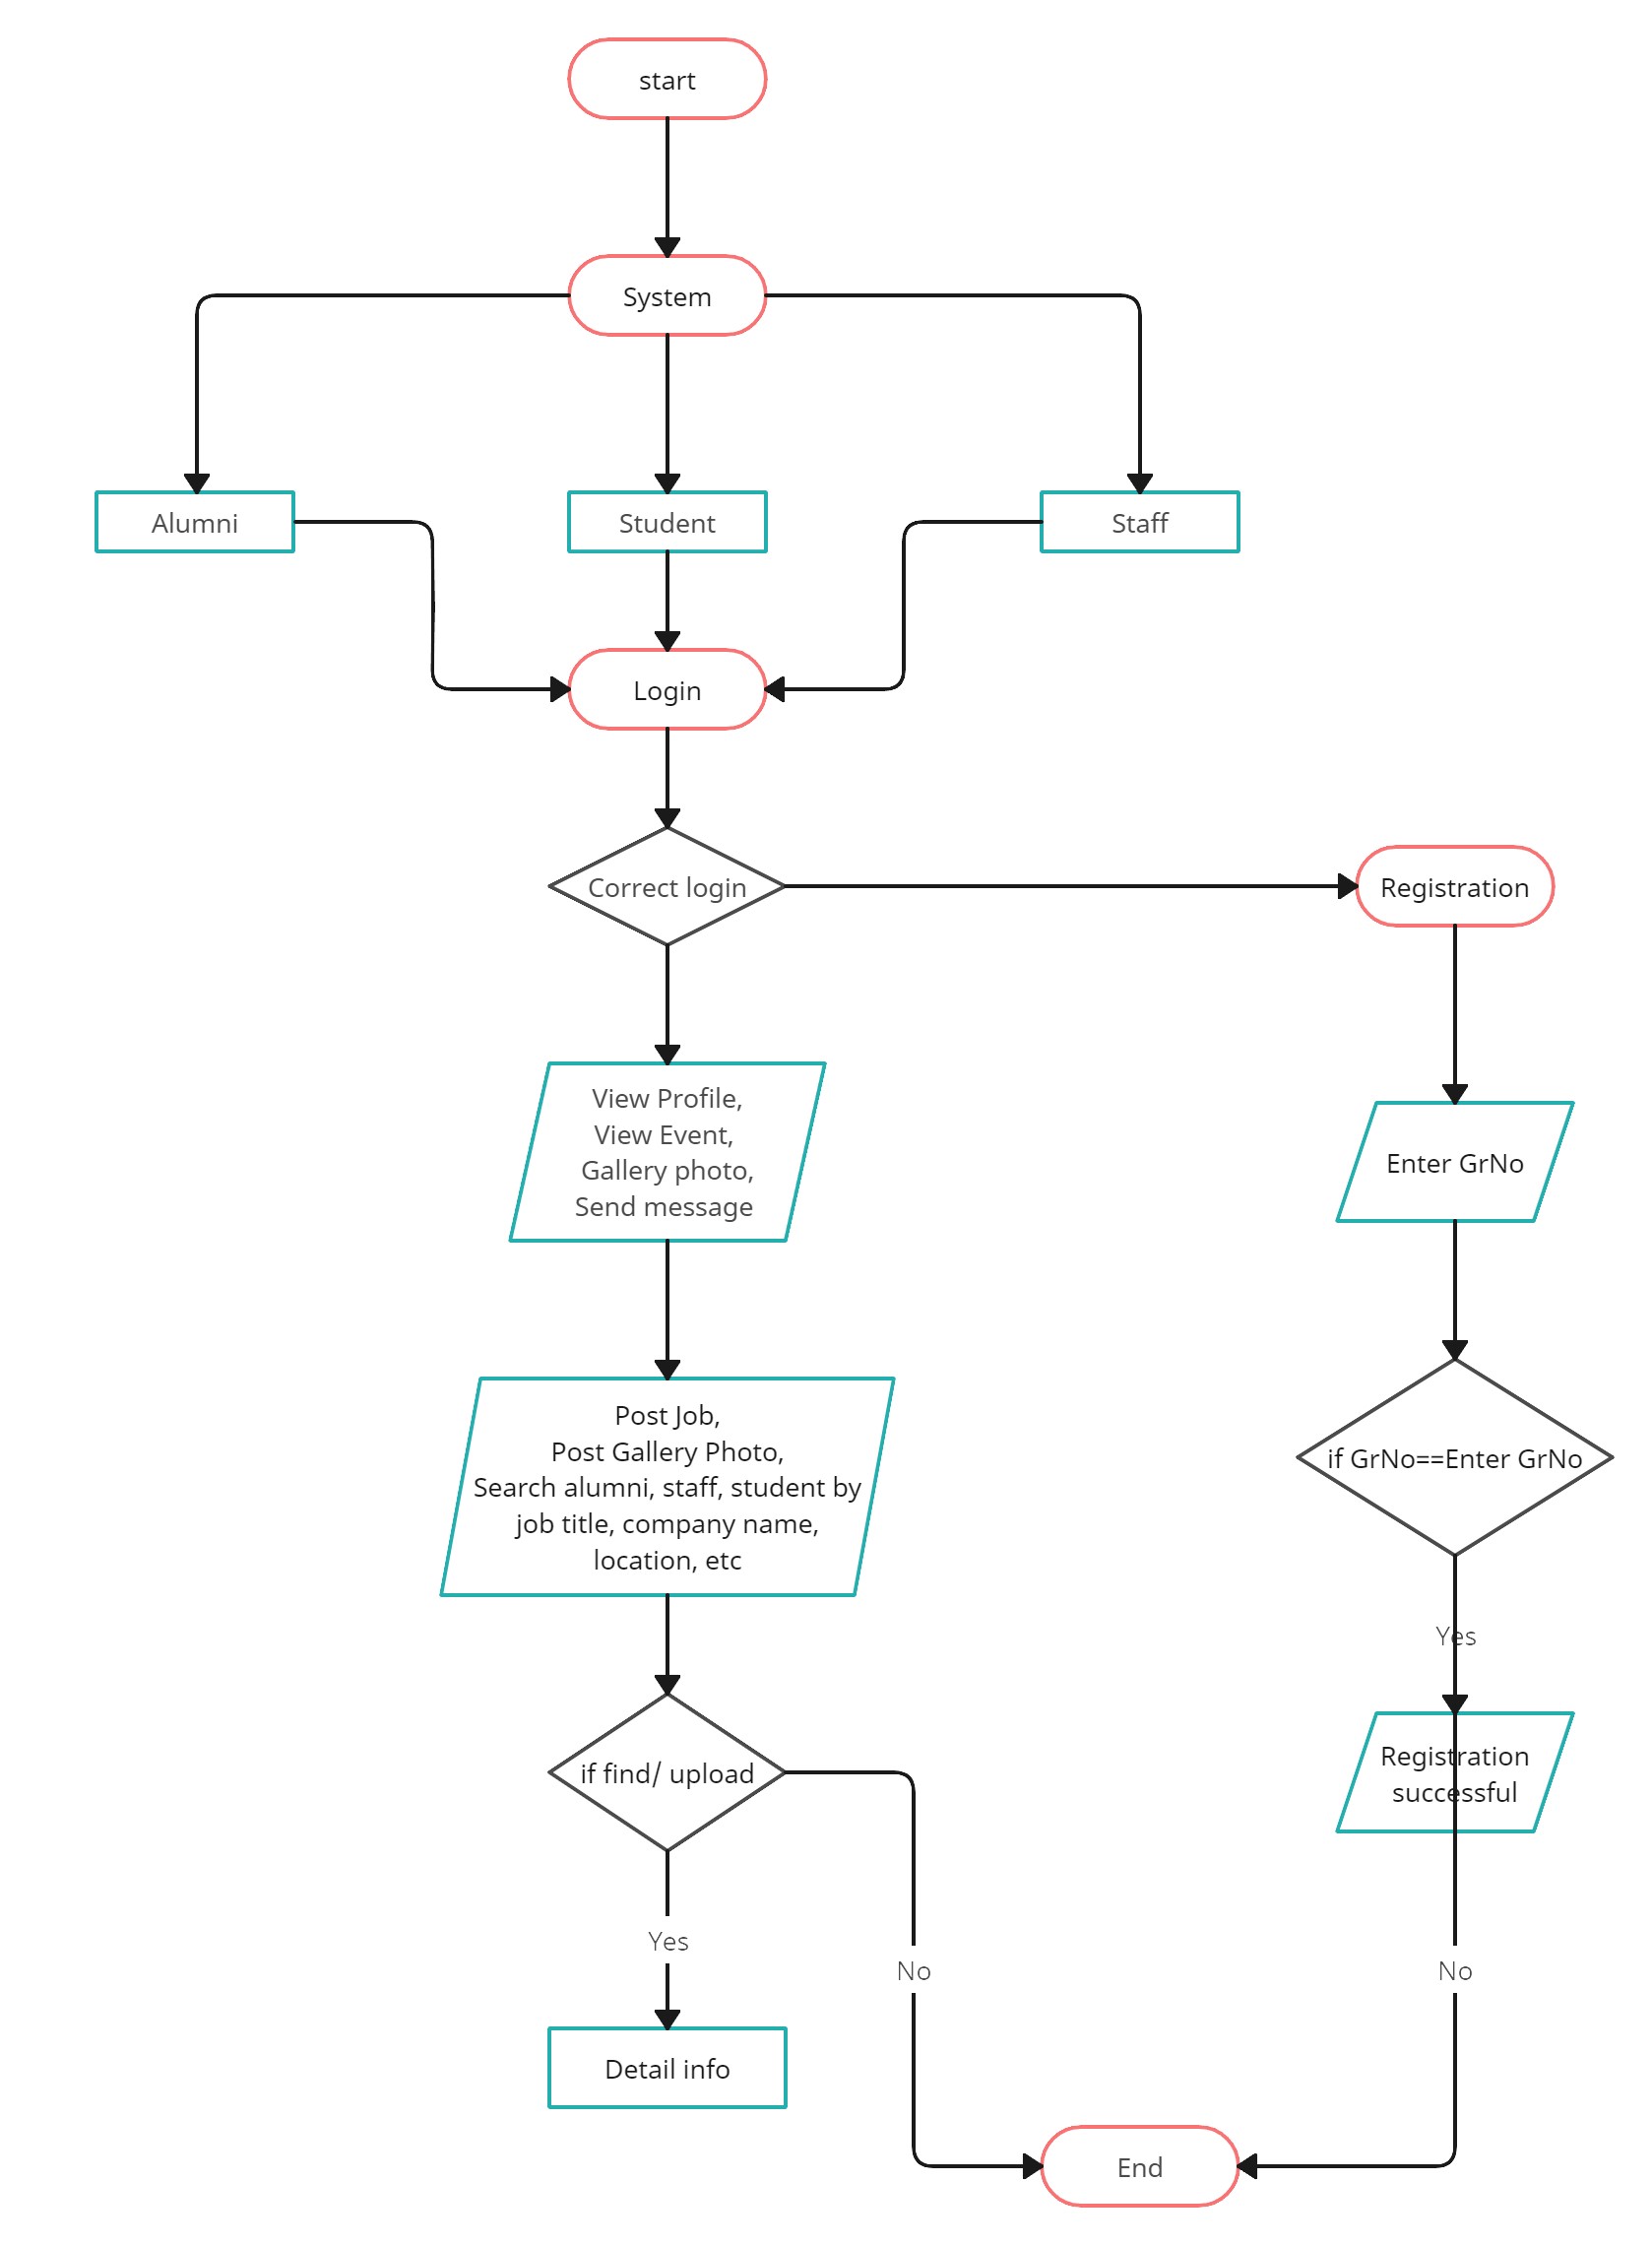 start
System
Alumni
Student
Staff
Login
Correct login
Registration
View Profile,
View Event,
Gallery photo,
Send message
Enter GrNo
Post Job,
Post Gallery Photo,
Search alumni, staff, student by
job title, company name,
location, etc
if GrNo==Enter GrNo
Yes
if find/ upload
Registration
successful
Yes
No
No
Detail info
End